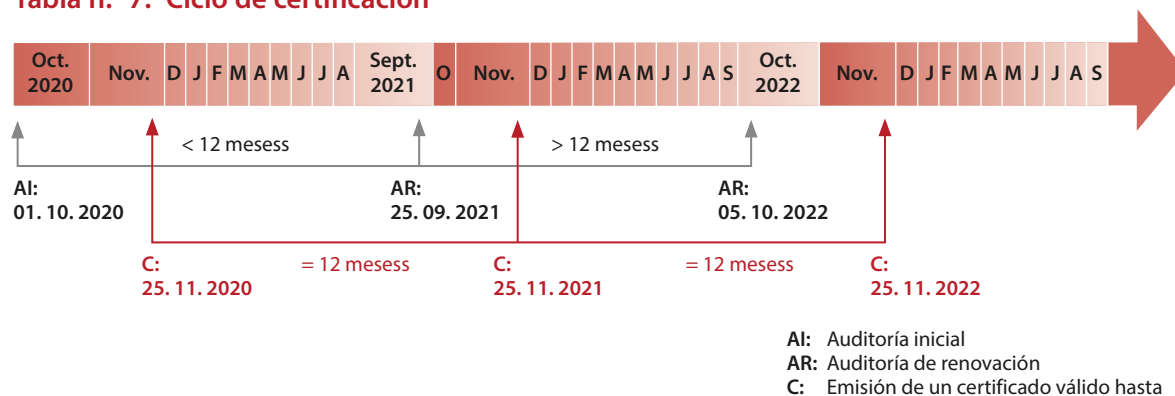 Tabla n.º 7: Ciclo de certificación
Oct. 2020 Nov. D J F M A M J J A Sept. 2021 O Nov. D J F M A M J J A S Oct. 2022 Nov. D J F M A M J J A S
< 12 mesess > 12 mesess
AI: AR: AR:
01. 10. 2020 25. 09. 2021 05. 10. 2022
C: = 12 mesess C: = 12 mesess C:
25. 11. 2020 25. 11. 2021 25. 11. 2022
AI: Auditoría inicial
AR: Auditoría de renovación
C: Emisión de un certificado válido hasta